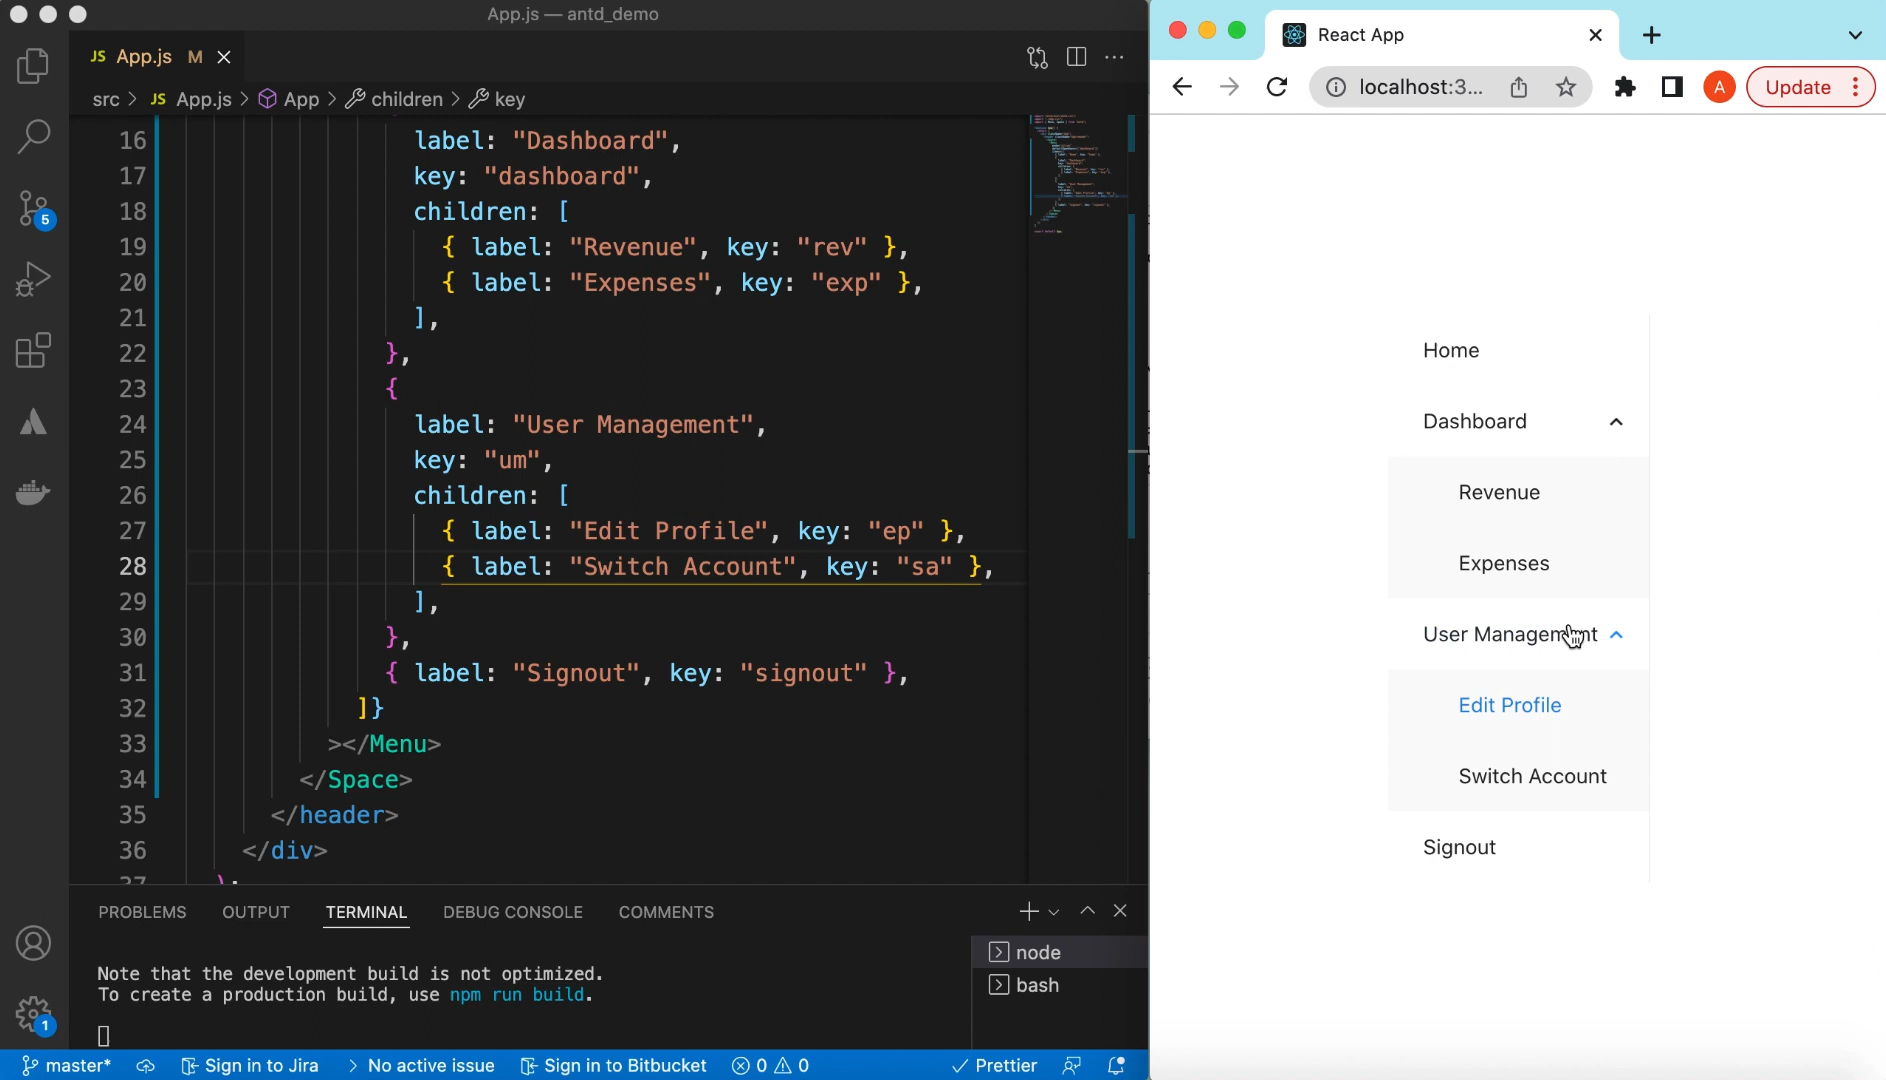 App.js — antd_demo
JS App.js M
src > JS App.js > App > children > key
16 label: "Dashboard",
17 key: "dashboard",
18 children: [
19 { label: "Revenue", key: "rev" },
20 { label: "Expenses", key: "exp" },
21 ],
22 },
23 {
24 label: "User Management",
25 key: "um",
26 children: [
27 { label: "Edit Profile", key: "ep" },
28 { label: "Switch Account", key: "sa" },
29 ],
30 },
31 { label: "Signout", key: "signout" },
32 ]}
33 ></Menu>
34 </Space>
35 </header>
36 </div>
37 );
5
1
PROBLEMS OUTPUT TERMINAL DEBUG CONSOLE COMMENTS
Note that the development build is not optimized.
To create a production build, use npm run build.
node
bash
master* Sign in to Jira > No active issue Sign in to Bitbucket 0 0 Prettier
React App
localhost:3... A Update
Home
Dashboard
Revenue
Expenses
User Management
Edit Profile
Switch Account
Signout